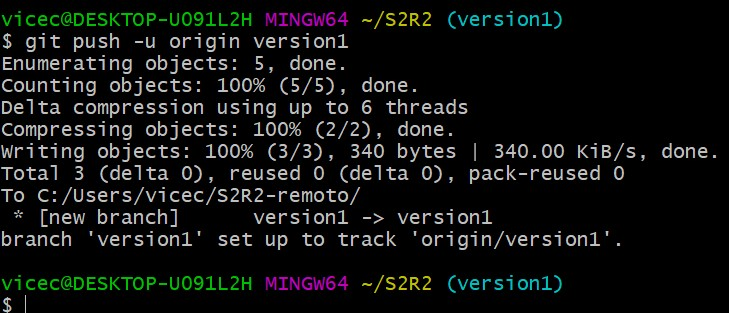 vicec@DESKTOP-U091L2H MINGW64 ~/S2R2 (version1)
$ git push -u origin version1
Enumerating objects: 5, done.
Counting objects: 100% (5/5), done.
Delta compression using up to 6 threads
Compressing objects: 100% (2/2), done.
Writing objects: 100% (3/3), 340 bytes | 340.00 KiB/s, done.
Total 3 (delta 0), reused 0 (delta 0), pack-reused 0
To C:/Users/vicec/S2R2-remoto/
 * [new branch]      version1 -> version1
branch 'version1' set up to track 'origin/version1'.
vicec@DESKTOP-U091L2H MINGW64 ~/S2R2 (version1)
$